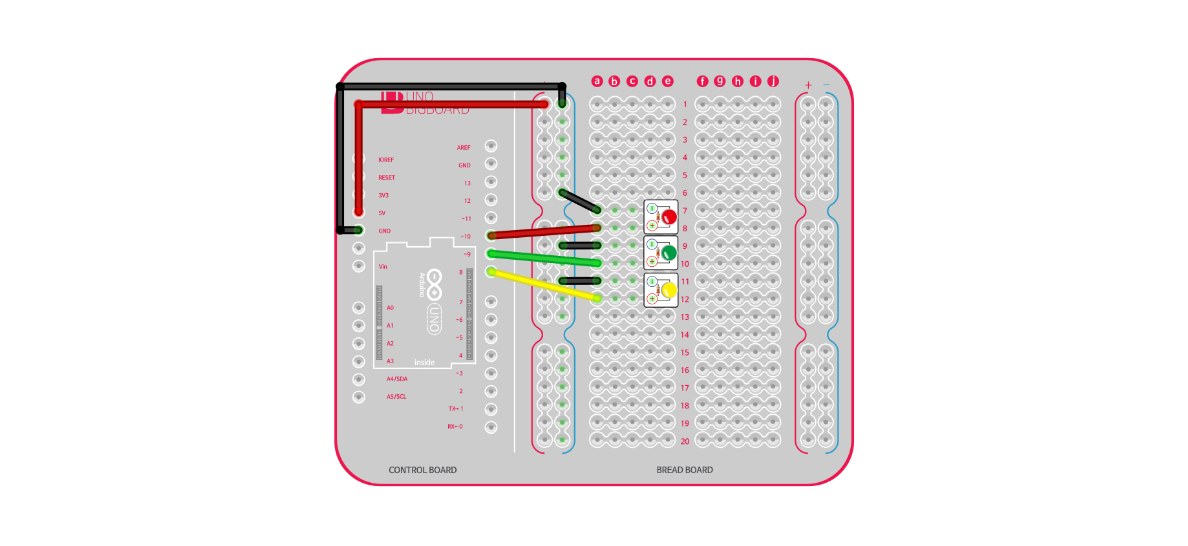 UNO
BIGBOARD
IOREF
RESET
3V3
5V
GND
Vin
A0
A1
A2
A3
A4/SDA
A5/SCL
AREF
GND
13
12
~11
~10
~9
8
7
~6
~5
4
~3
2
TX→1
RX←0
Arduino
UNO
inside
a b c d e f g h i j
+ −
1
2
3
4
5
6
7
8
9
10
11
12
13
14
15
16
17
18
19
20
CONTROL BOARD
BREAD BOARD